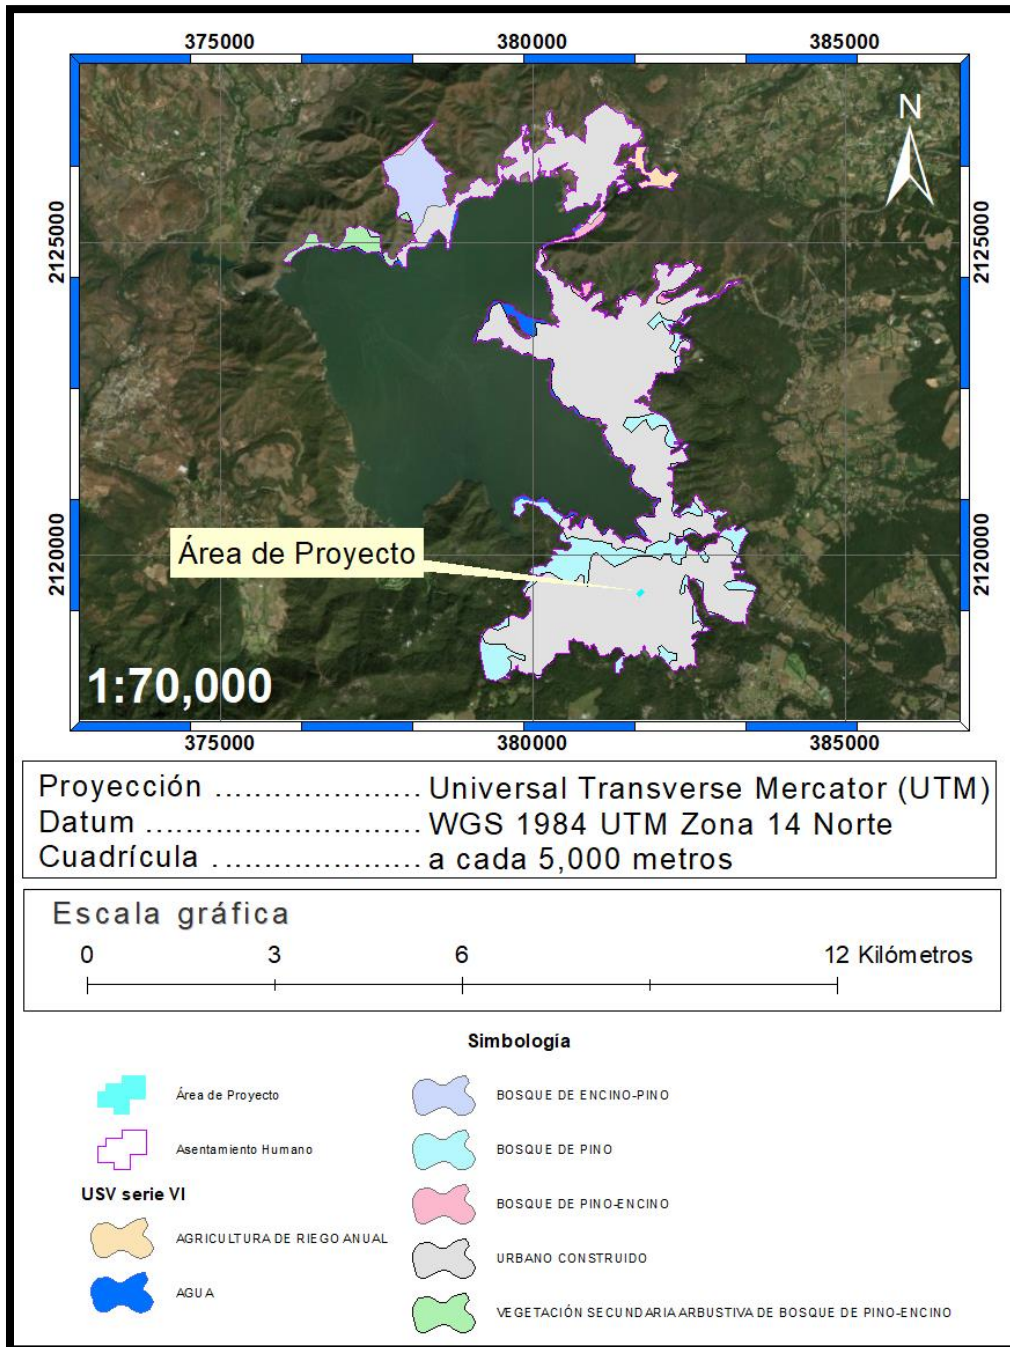 375000 380000 385000
N
2125000 2125000
2120000 2120000
Área de Proyecto
1:70,000
375000 380000 385000
Proyección ..................... Universal Transverse Mercator (UTM)
Datum ............................ WGS 1984 UTM Zona 14 Norte
Cuadrícula ..................... a cada 5,000 metros
Escala gráfica
0 3 6 12 Kilómetros
Simbología
Área de Proyecto
Asentamiento Humano
USV serie VI
AGRICULTURA DE RIEGO ANUAL
AGUA
BOSQUE DE ENCINO-PINO
BOSQUE DE PINO
BOSQUE DE PINO-ENCINO
URBANO CONSTRUIDO
VEGETACIÓN SECUNDARIA ARBUSTIVA DE BOSQUE DE PINO-ENCINO